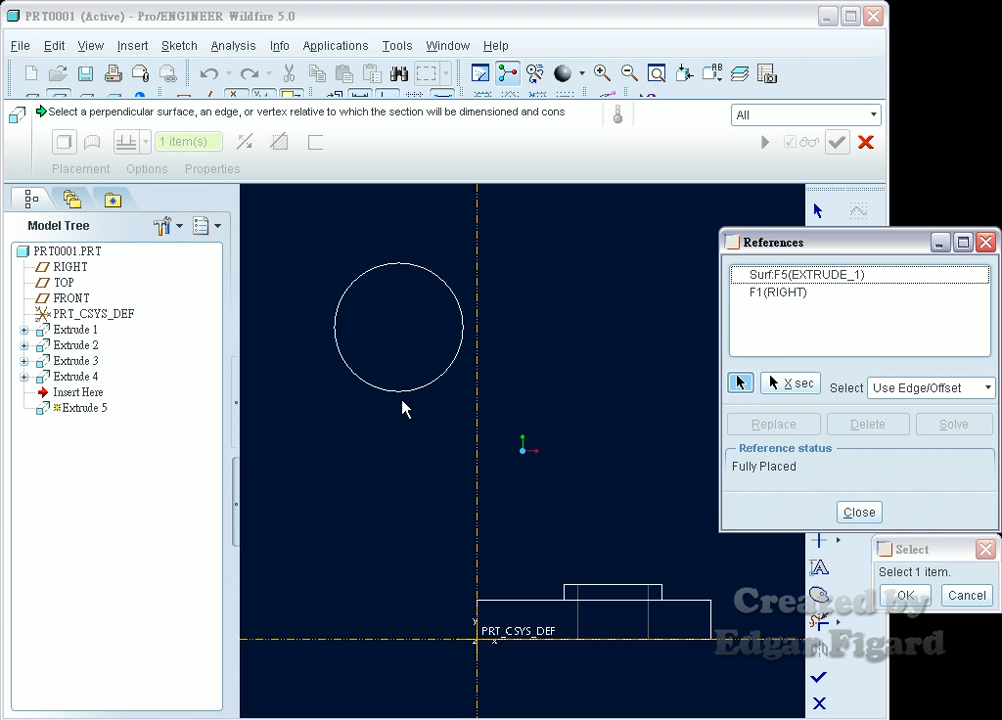 PRT0001 (Active) - Pro/ENGINEER Wildfire 5.0
File Edit View Insert Sketch Analysis Info Applications Tools Window Help
Select a perpendicular surface, an edge, or vertex relative to which the section will be dimensioned and cons
All
1 item(s)
Placement Options Properties
Model Tree
PRT0001.PRT
RIGHT
TOP
FRONT
PRT_CSYS_DEF
Extrude 1
Extrude 2
Extrude 3
Extrude 4
Insert Here
Extrude 5
PRT_CSYS_DEF
y
z
x
References
Surf:F5(EXTRUDE_1)
F1(RIGHT)
X sec
Select Use Edge/Offset
Replace Delete Solve
Reference status
Fully Placed
Close
Select
Select 1 item.
OK Cancel
Created by
Edgar Figard